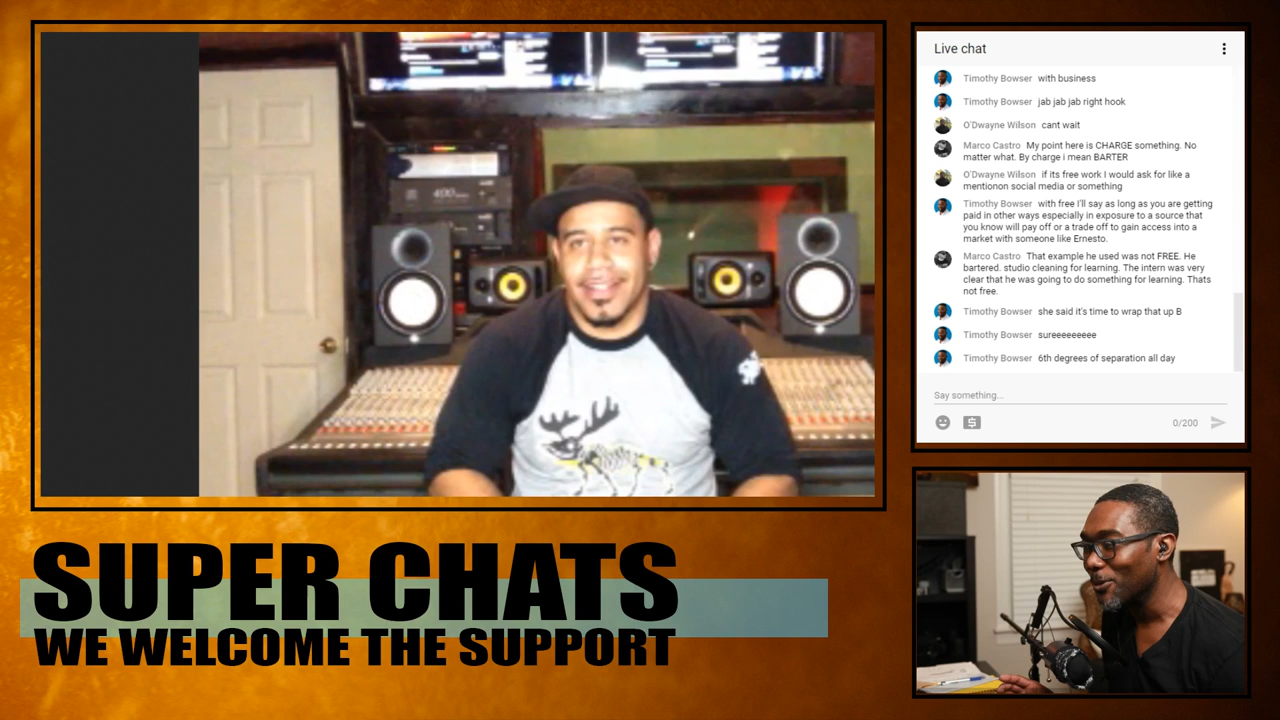 Live chat
Timothy Bowser with business
Timothy Bowser jab jab jab right hook
O'Dwayne Wilson cant wait
Marco Castro My point here is CHARGE something. No
matter what. By charge i mean BARTER
O'Dwayne Wilson if its free work I would ask for like a
mentionon social media or something
Timothy Bowser with free I'll say as long as you are getting
paid in other ways especially in exposure to a source that
you know will pay off or a trade off to gain access into a
market with someone like Ernesto.
Marco Castro That example he used was not FREE. He
bartered. studio cleaning for learning. The intern was very
clear that he was going to do something for learning. Thats
not free.
Timothy Bowser she said it's time to wrap that up B
Timothy Bowser sureeeeeeeee
Timothy Bowser 6th degrees of separation all day
Say something...
0/200
SUPER CHATS
WE WELCOME THE SUPPORT